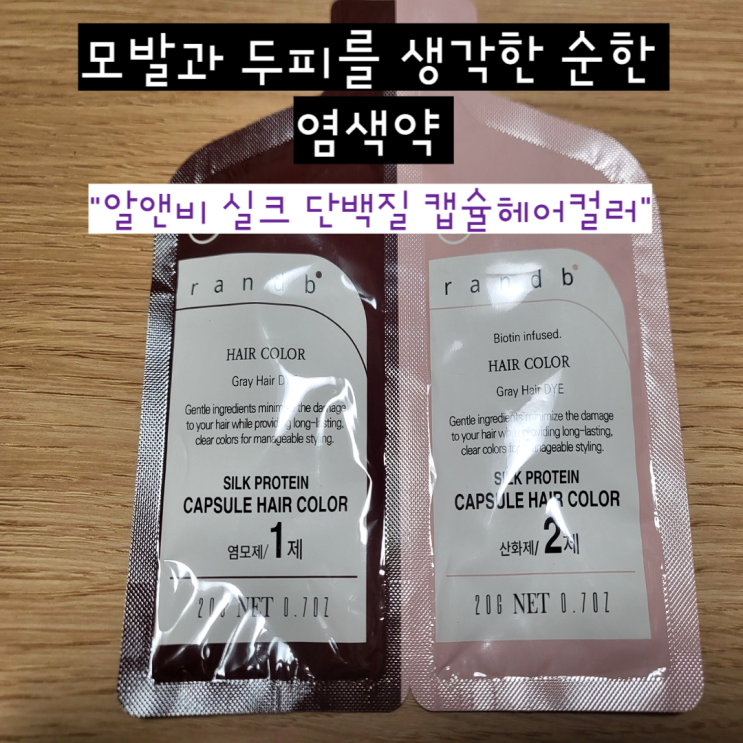 모발과 두피를 생각한 순한
염색약
"알앤비 실크 단백질 캡슐헤어컬러"
randb
HAIR COLOR
Gray Hair
Gentle ingredients minimize the damage
to your hair while providing long-lasting,
clear colors for manageable styling.
SILK PROTEIN
CAPSULE HAIR COLOR
염모제/ 1제
20G NET 0.7OZ
randb
Biotin infused.
HAIR COLOR
Gray Hair DYE
Gentle ingredients minimize the damage
to your hair while providing long-lasting,
clear colors for manageable styling.
SILK PROTEIN
CAPSULE HAIR COLOR
산화제/ 2제
20G NET 0.7OZ